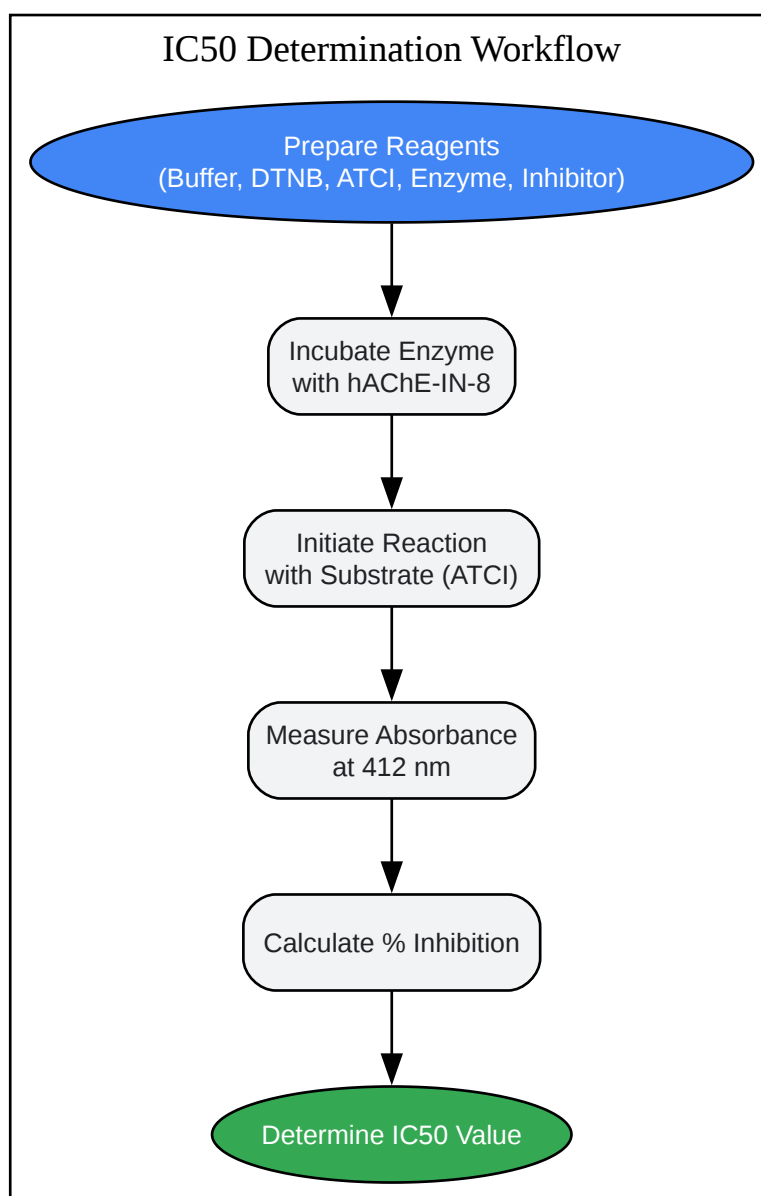 IC50 Determination Workflow
Prepare Reagents
(Buffer, DTNB, ATCI, Enzyme, Inhibitor)
Incubate Enzyme
with hAChE-IN-8
Initiate Reaction
with Substrate (ATCI)
Measure Absorbance
at 412 nm
Calculate % Inhibition
Determine IC50 Value